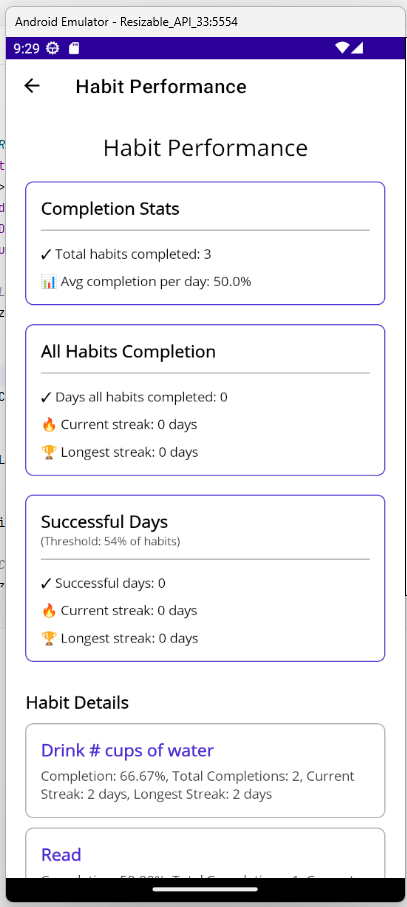 Android Emulator - Resizable_API_33:5554
9:29
Habit Performance
Habit Performance
Completion Stats
✓ Total habits completed: 3
📊 Avg completion per day: 50.0%
All Habits Completion
✓ Days all habits completed: 0
🔥 Current streak: 0 days
🏆 Longest streak: 0 days
Successful Days
(Threshold: 54% of habits)
✓ Successful days: 0
🔥 Current streak: 0 days
🏆 Longest streak: 0 days
Habit Details
Drink # cups of water
Completion: 66.67%, Total Completions: 2, Current
Streak: 2 days, Longest Streak: 2 days
Read